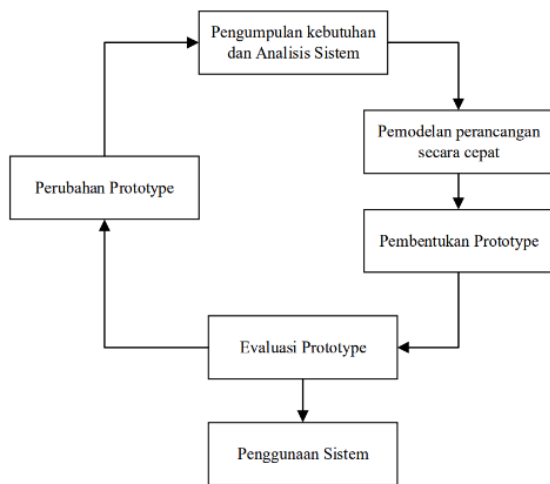 Pengumpulan kebutuhan
dan Analisis Sistem
Pemodelan perancangan
secara cepat
Perubahan Prototype
Pembentukan Prototype
Evaluasi Prototype
Penggunaan Sistem